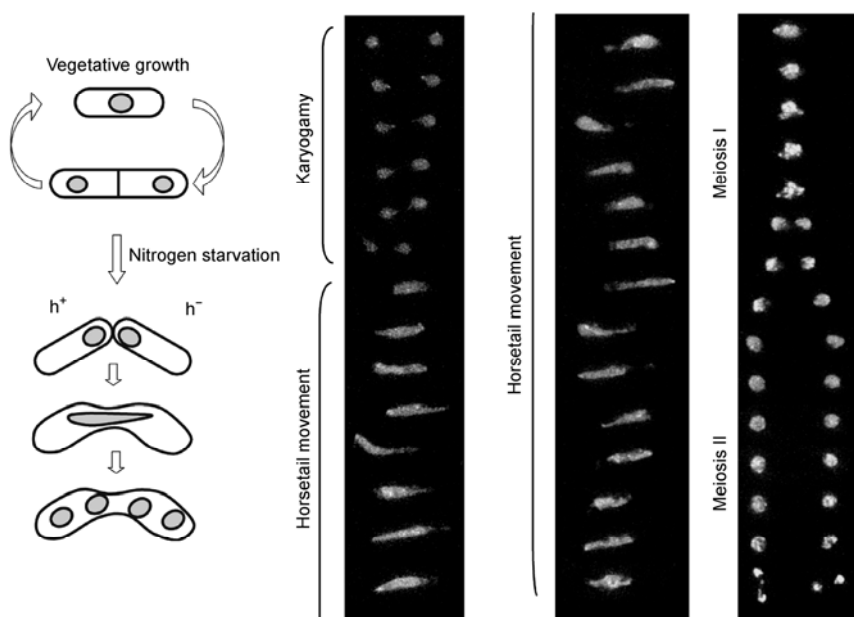 Vegetative growth
Nitrogen starvation
h+
h−
Karyogamy
Horsetail movement
Horsetail movement
Meiosis I
Meiosis II